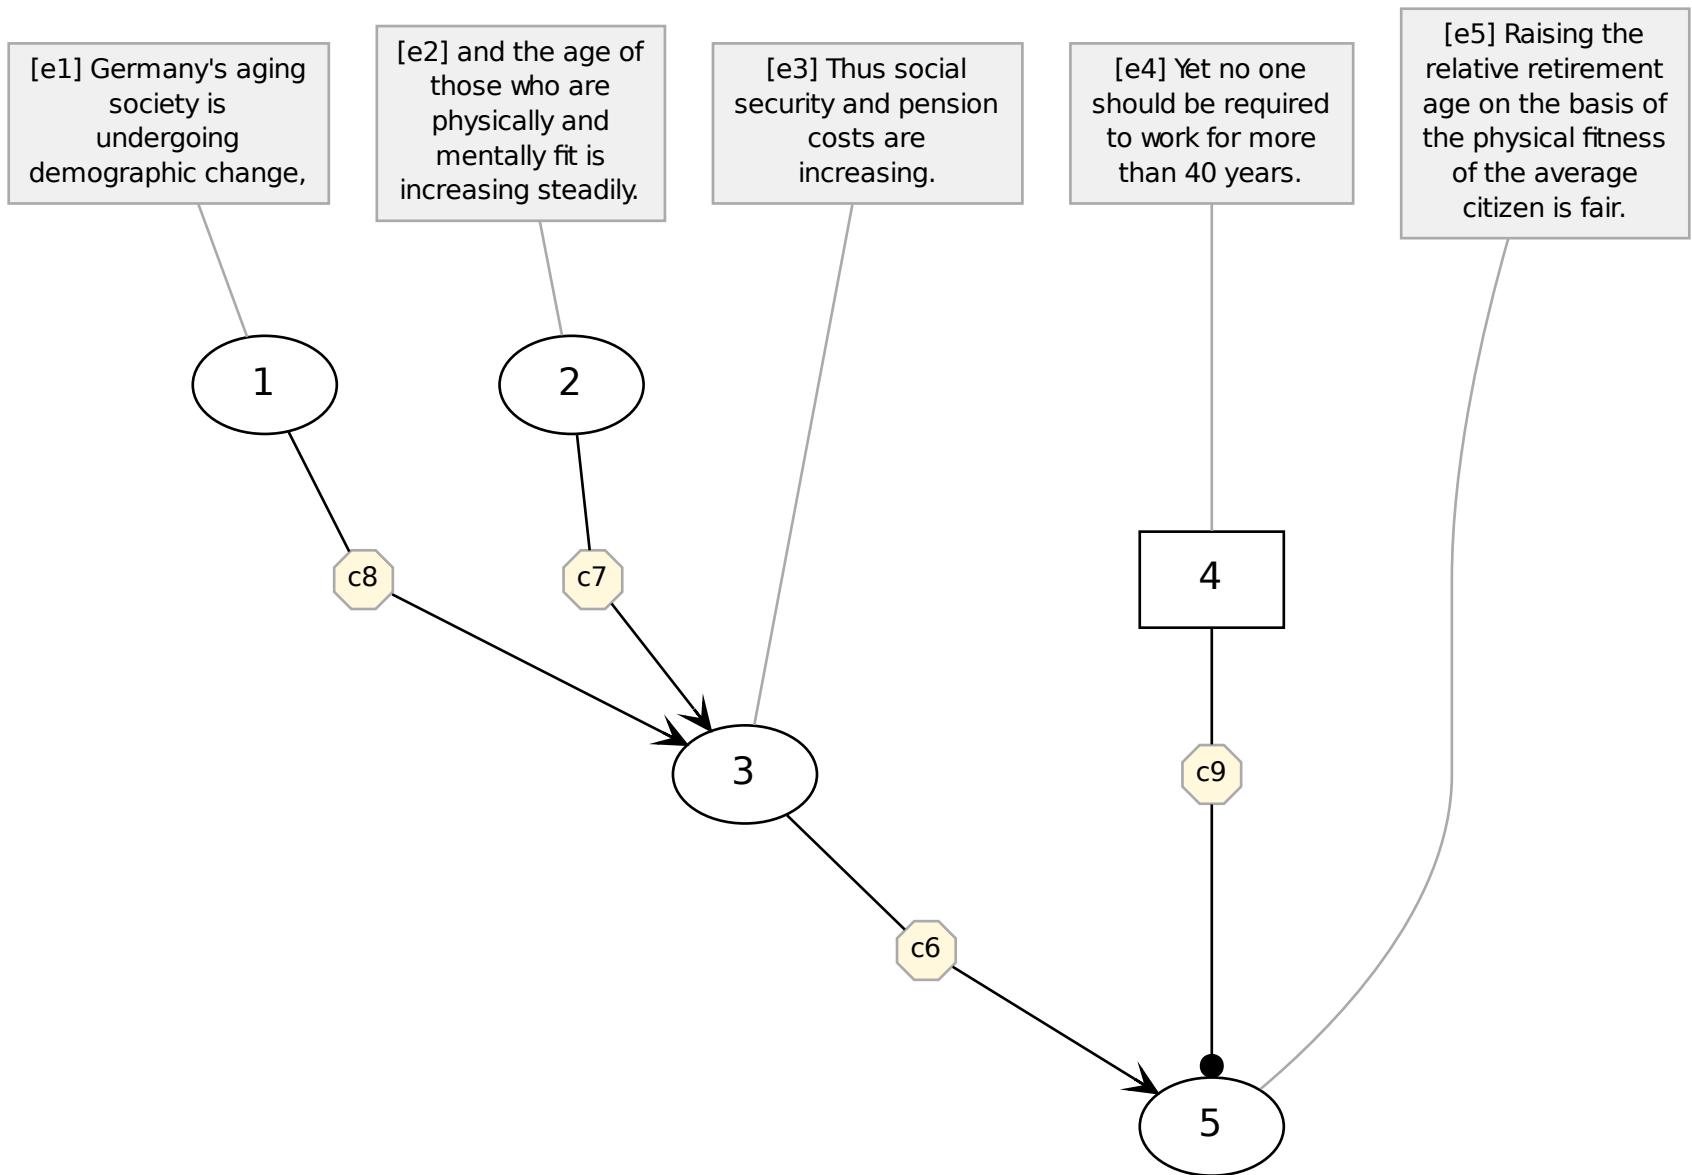 [e1] Germany's aging
society is
undergoing
demographic change,
[e2] and the age of
those who are
physically and
mentally fit is
increasing steadily.
[e3] Thus social
security and pension
costs are
increasing.
[e4] Yet no one
should be required
to work for more
than 40 years.
[e5] Raising the
relative retirement
age on the basis of
the physical fitness
of the average
citizen is fair.
1
2
c8
c7
4
3
c9
c6
5